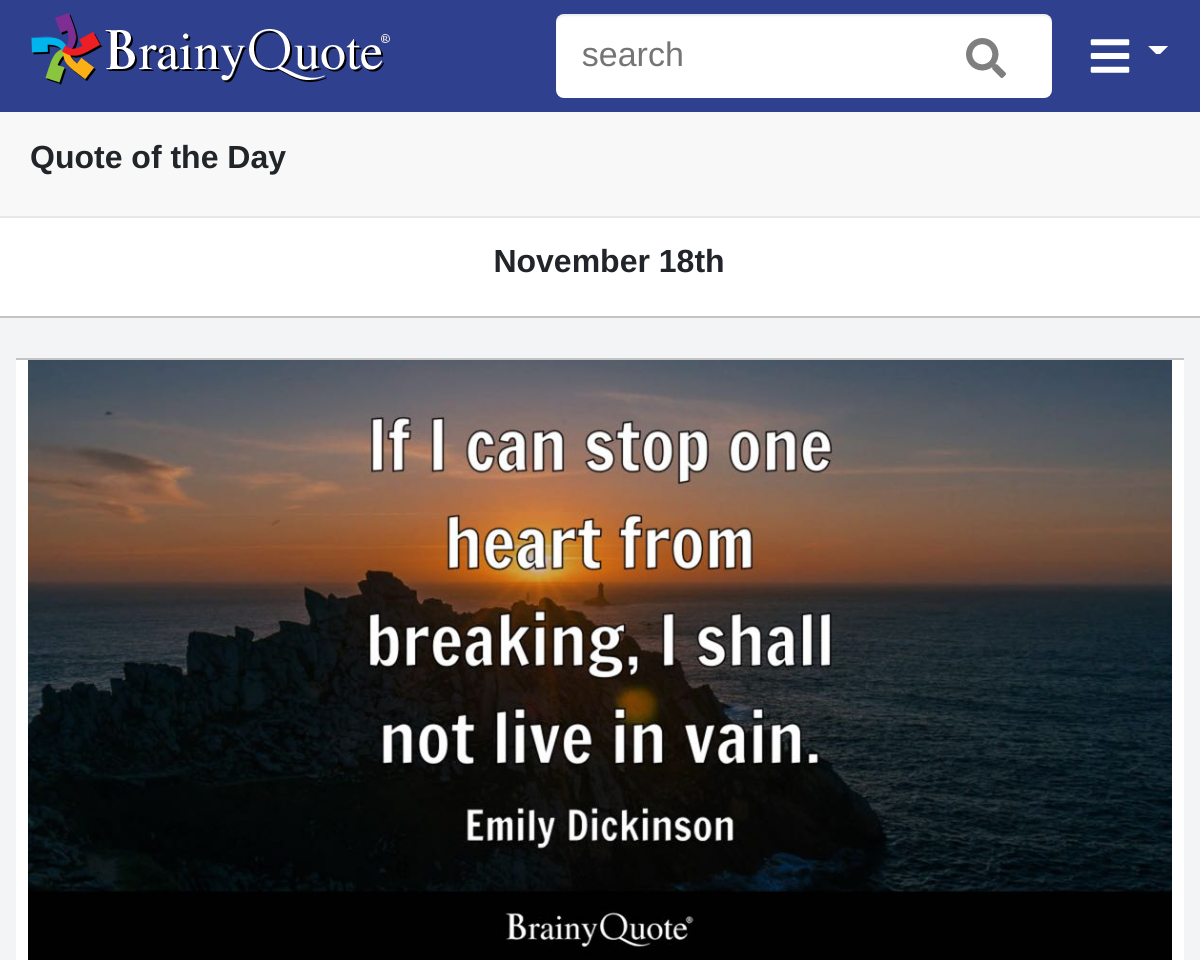 BrainyQuote®
search
Quote of the Day
November 18th
If I can stop one
heart from
breaking, I shall
not live in vain.
Emily Dickinson
BrainyQuote®